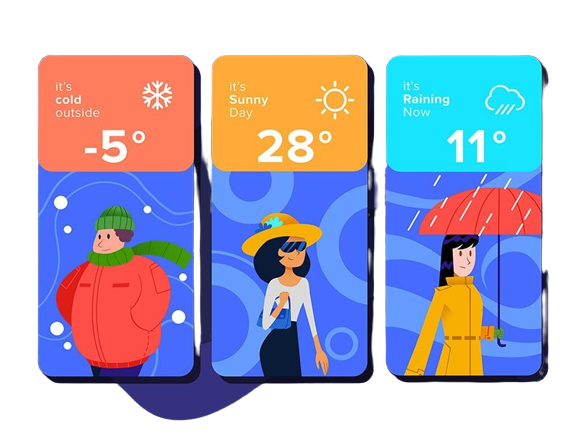 it's
cold
outside
-5°
it's
Sunny
Day
28°
it's
Raining
Now
11°